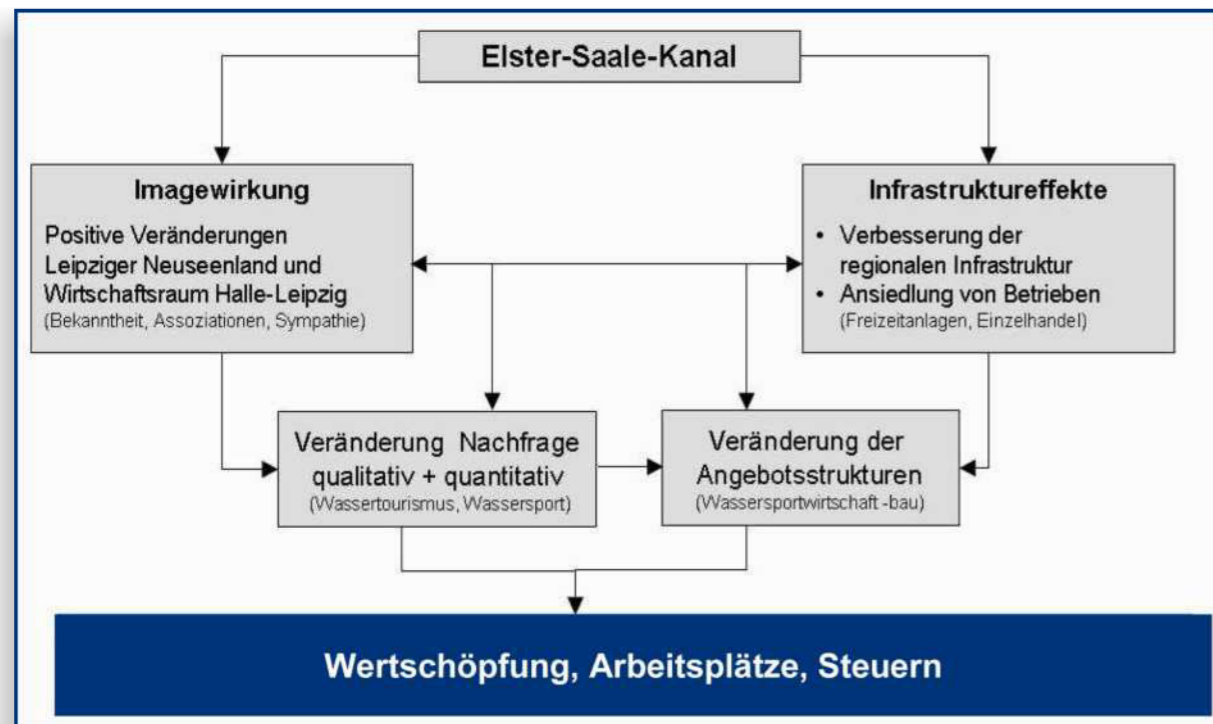 Elster-Saale-Kanal
Imagewirkung
Positive Veränderungen
Leipziger Neuseenland und
Wirtschaftsraum Halle-Leipzig
(Bekanntheit, Assoziationen, Sympathie)
Infrastruktureffekte
• Verbesserung der
regionalen Infrastruktur
• Ansiedlung von Betrieben
(Freizeitanlagen, Einzelhandel)
Veränderung Nachfrage
qualitativ + quantitativ
(Wassertourismus, Wassersport)
Veränderung der
Angebotsstrukturen
(Wassersportwirtschaft -bau)
Wertschöpfung, Arbeitsplätze, Steuern